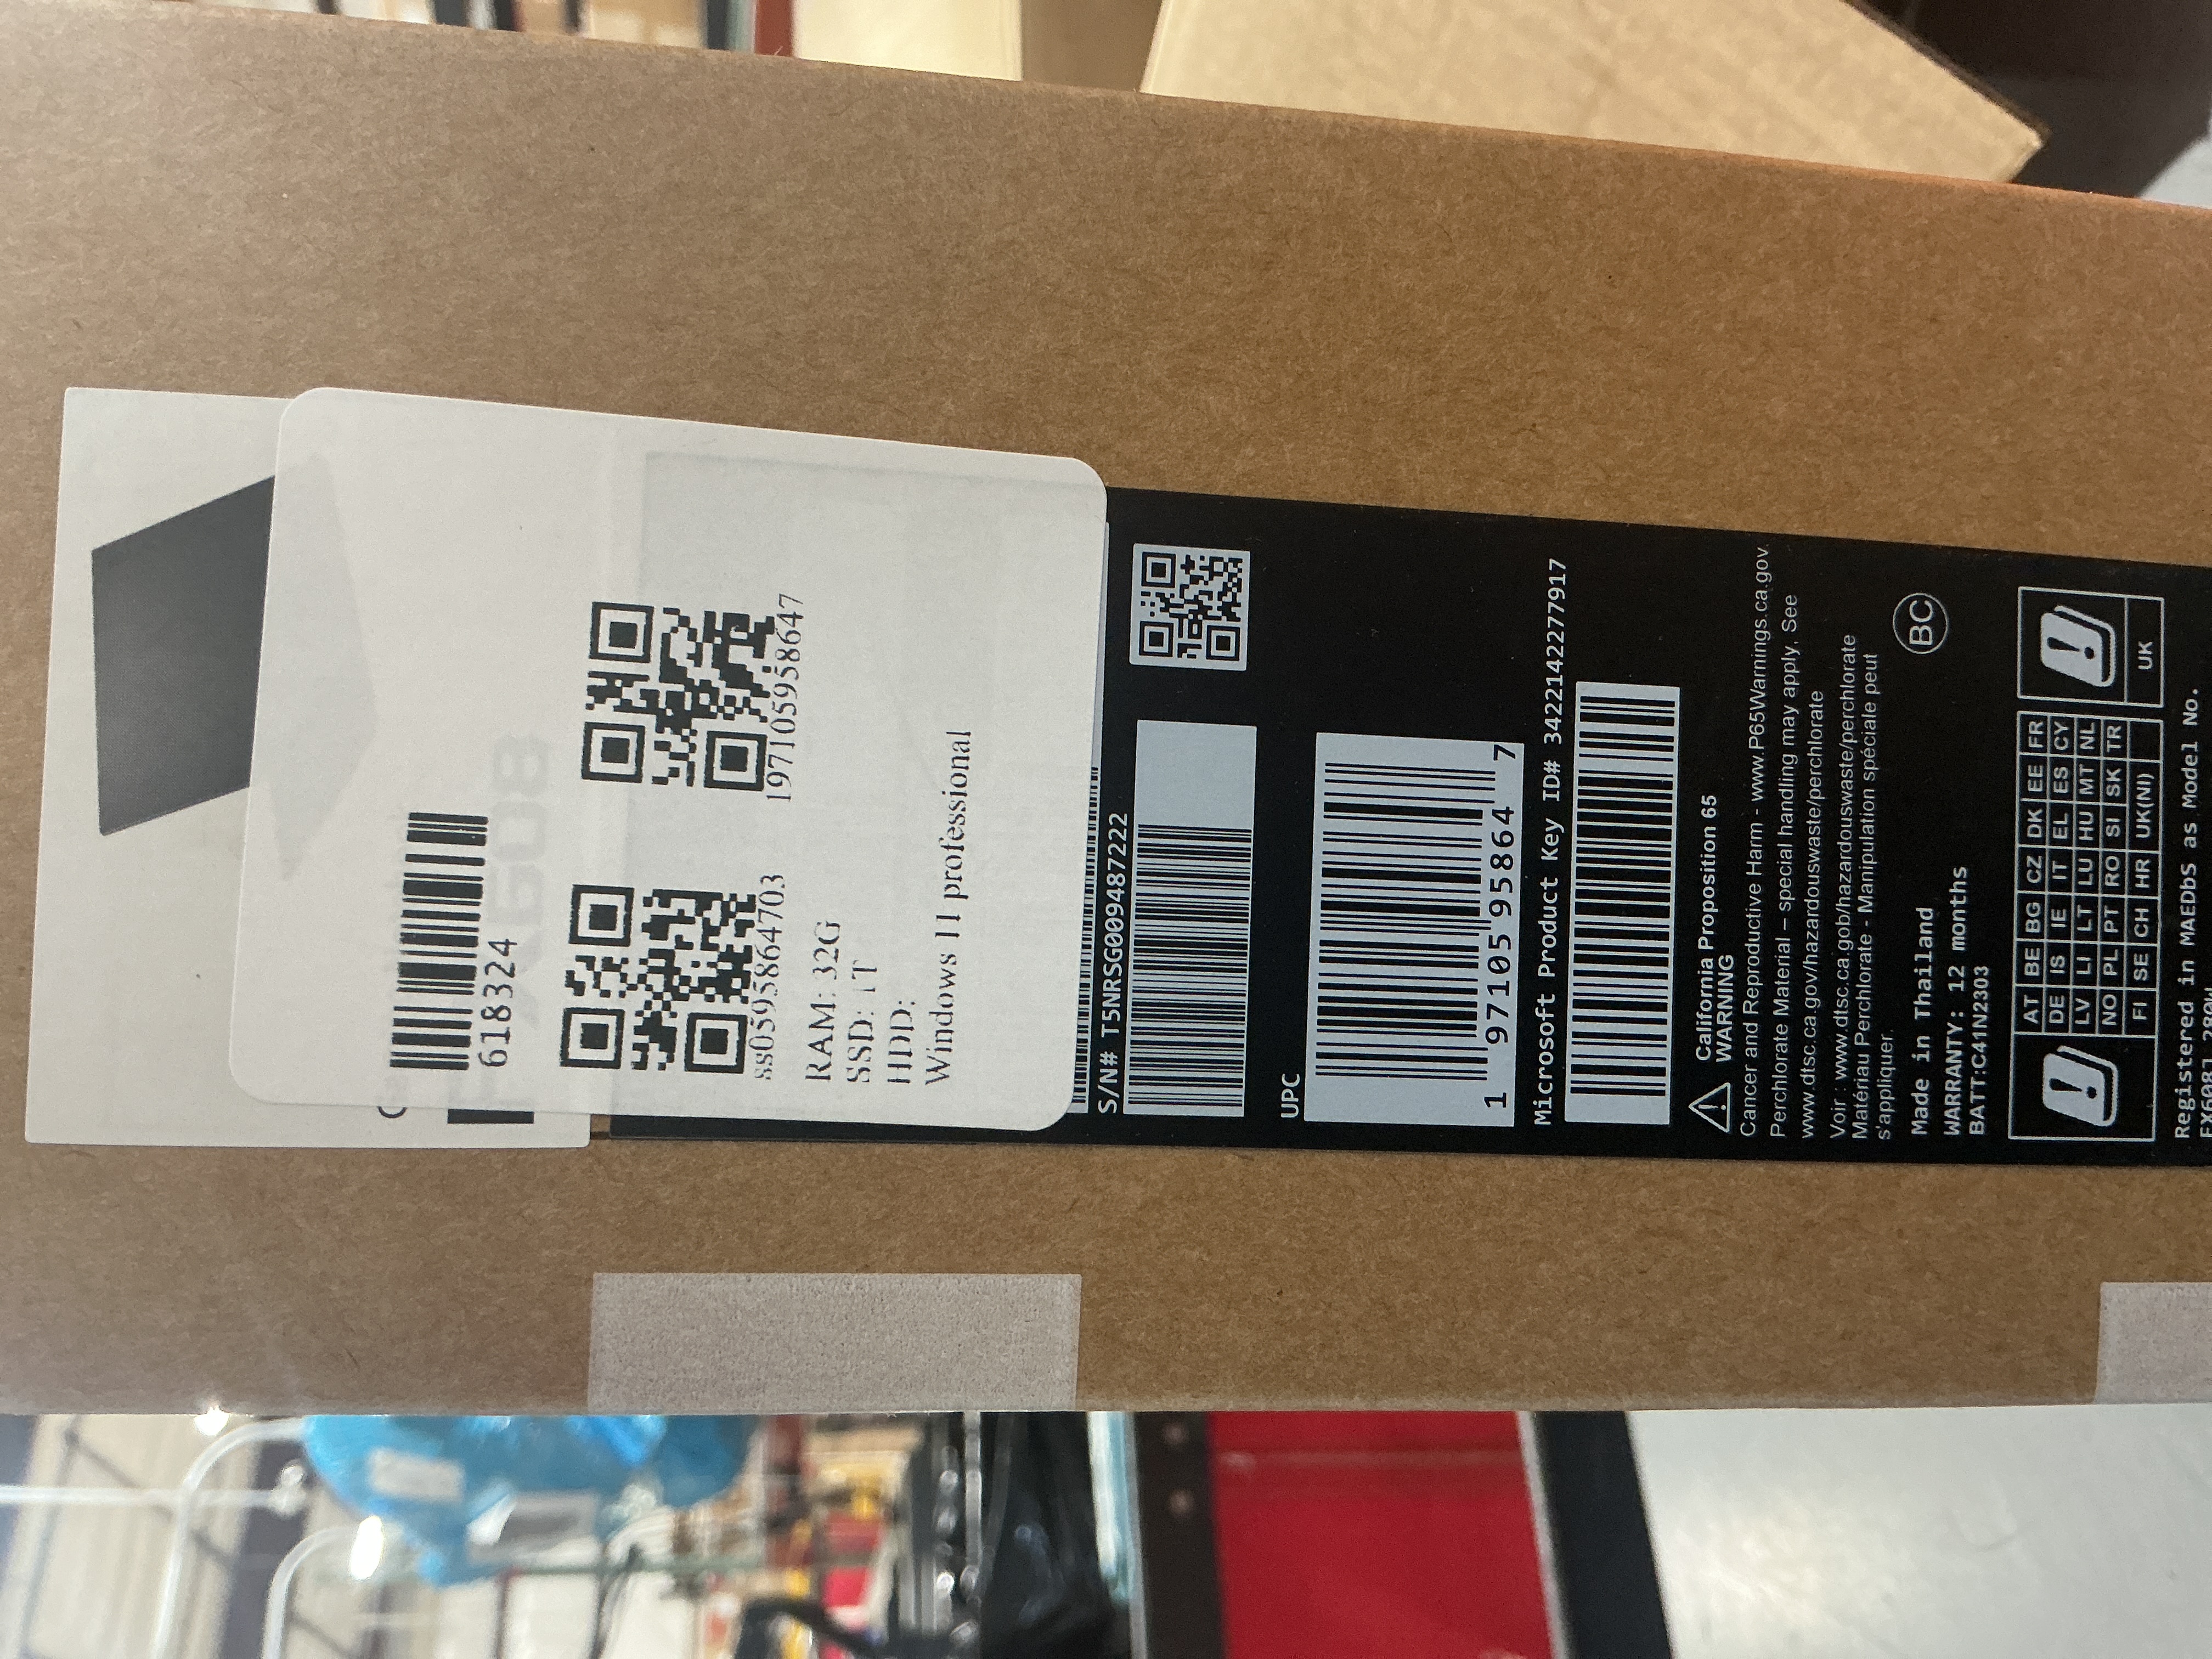 6183324
ss0595864703
197105958647
RAM: 32G
SSD: 1T
HDD:
Windows 11 professional
S/N# T5NRSG009487222
UPC
1 97105 95864 7
Microsoft Product Key ID# 3422142277917
California Proposition 65
WARNING
Cancer and Reproductive Harm - www.P65Warnings.ca.gov.
Perchlorate Material – special handling may apply, See
www.dtsc.ca.gov/hazardouswaste/perchlorate
Voir : www.dtsc.ca.gob/hazardouswaste/perchlorate
Matériau Perchlorate - Manipulation spéciale peut
s'appliquer.
Made in Thailand
BC
WARRANTY: 12 months
BATT:C41N2303
AT BE BG CZ DK EE FR
DE IS IE IT EL ES CY
LV LI LT LU HU MT NL
NO PL PT RO SI SK TR
FI SE CH HR UK(NI)
UK
Registered in MAEDbS as Model No.